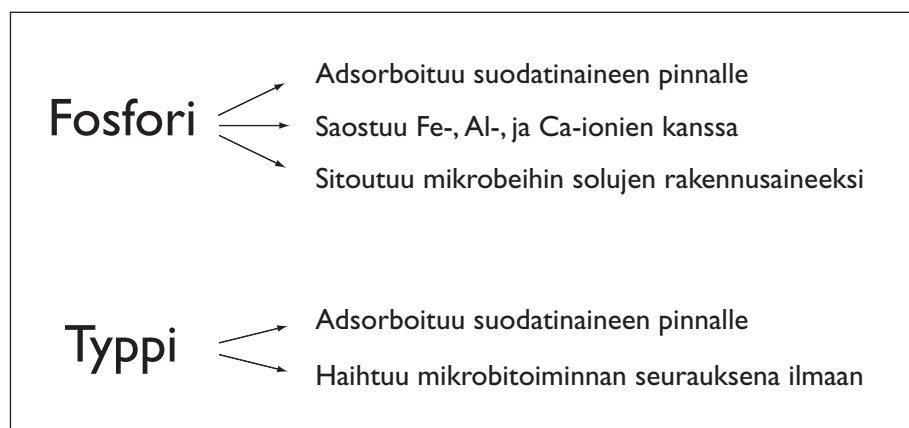 Fosfori
Adsorboituu suodatinaineen pinnalle
Saostuu Fe-, Al-, ja Ca-ionien kanssa
Sitoutuu mikrobeihin solujen rakennusaineeksi
Typpi
Adsorboituu suodatinaineen pinnalle
Haihtuu mikrobitoiminnan seurauksena ilmaan